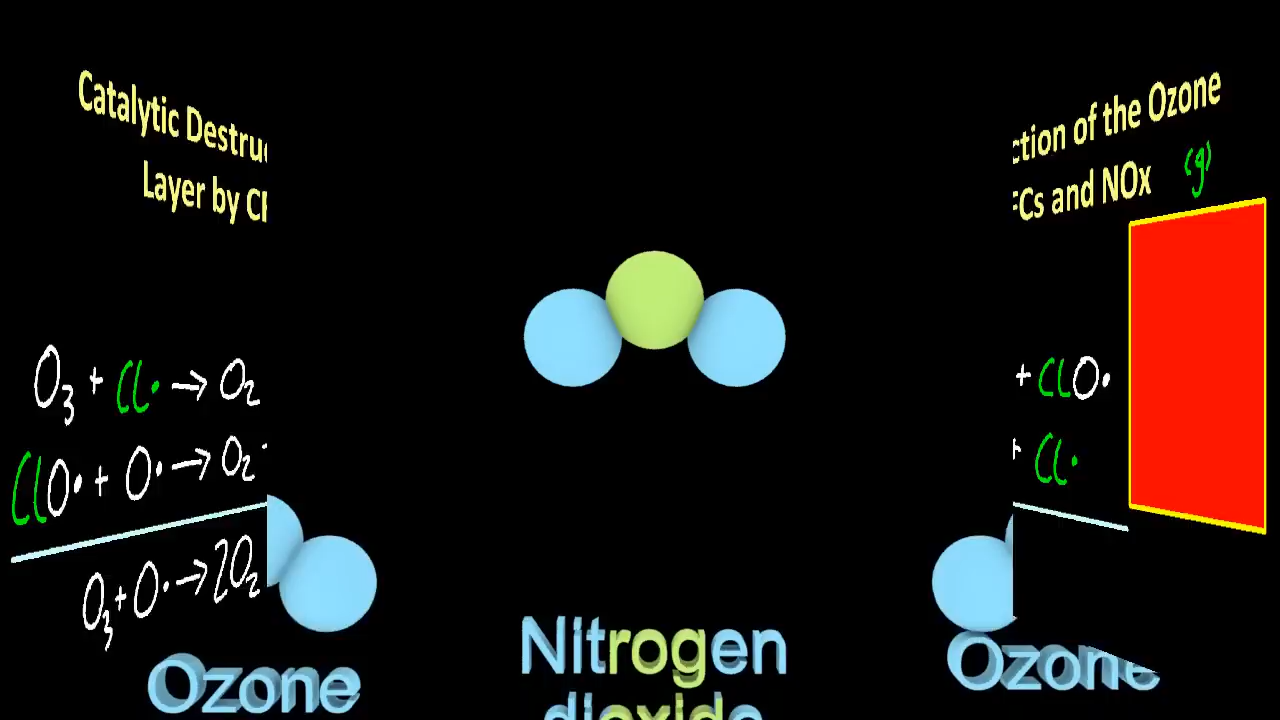 Catalytic Destru ction of the Ozone
Layer by C FCs and NOx (g)
O₃ + Cl• → O₂ + ClO•
ClO• + O• → O₂ + Cl•
O₃ + O• → 2O₂
Ozone
Nitrogen
dioxide
Ozone